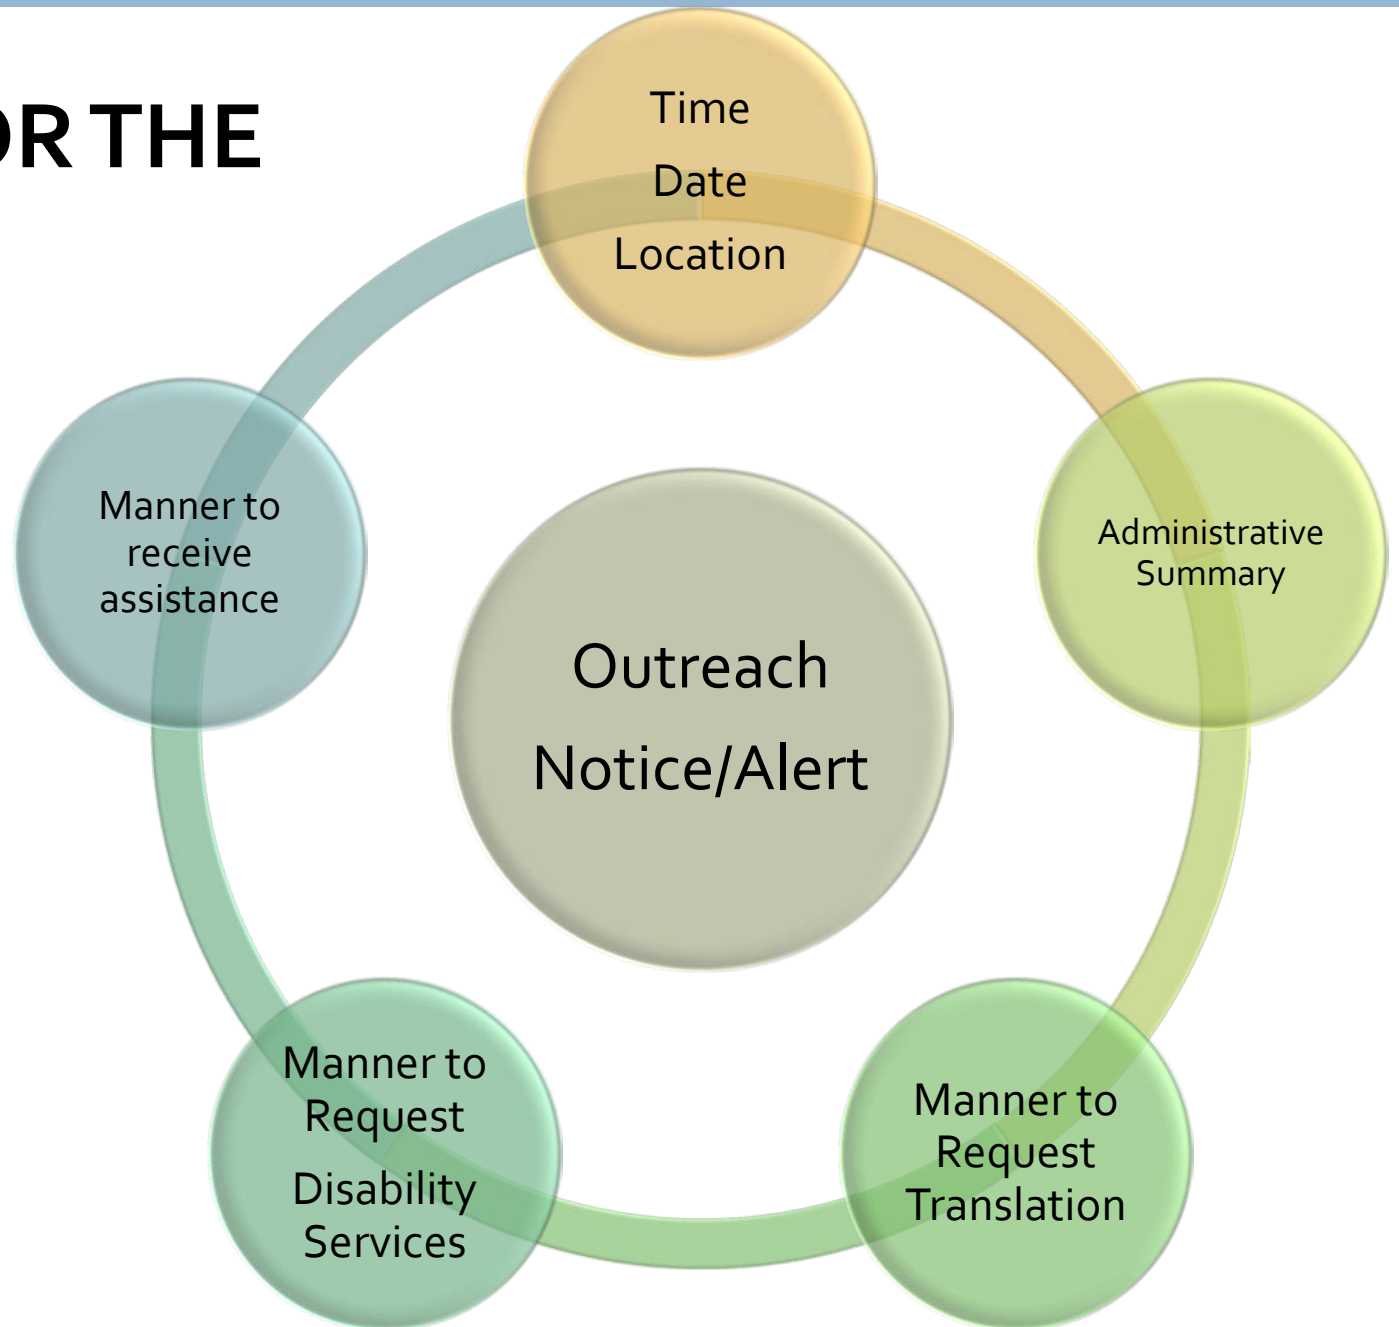 OR THE
Time
Date
Location
Administrative
Summary
Manner to
Request
Translation
Manner to
Request
Disability
Services
Manner to
receive
assistance
Outreach
Notice/Alert